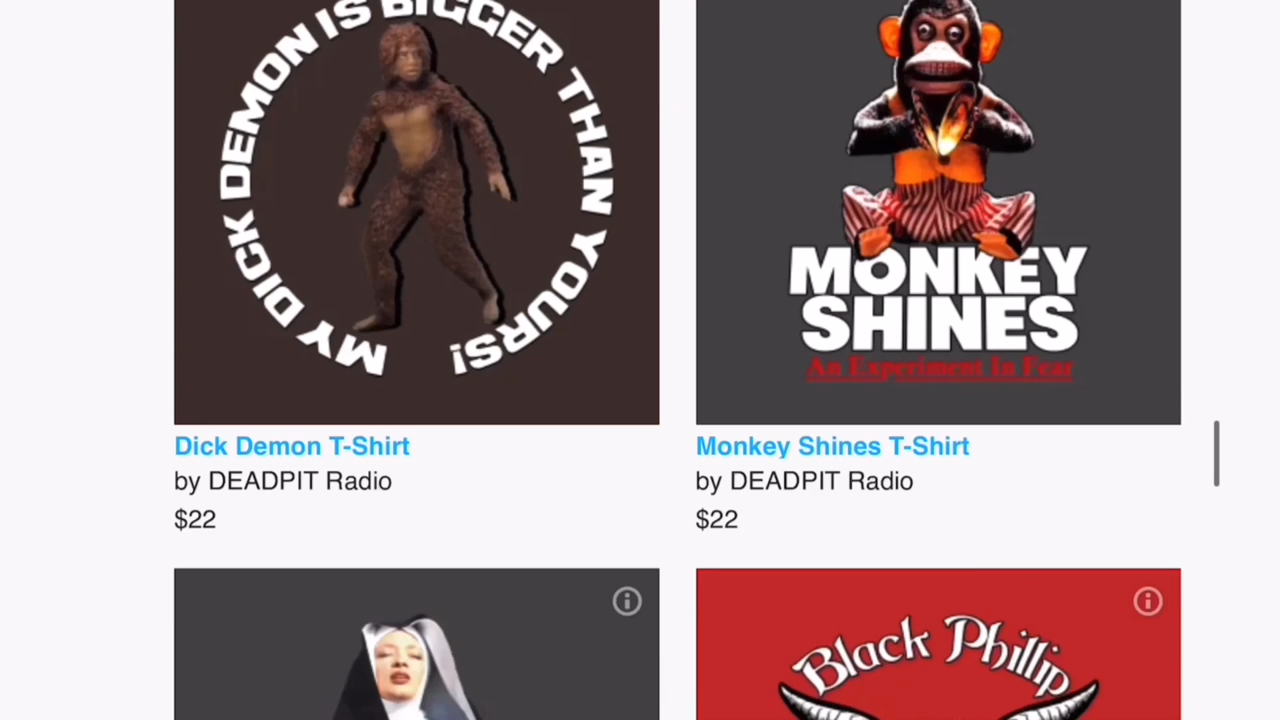 MY DICK DEMON IS BIGGER THAN YOURS!
MONKEY
SHINES
An Experiment In Fear
Dick Demon T-Shirt
by DEADPIT Radio
$22
Monkey Shines T-Shirt
by DEADPIT Radio
$22
Black Phillip